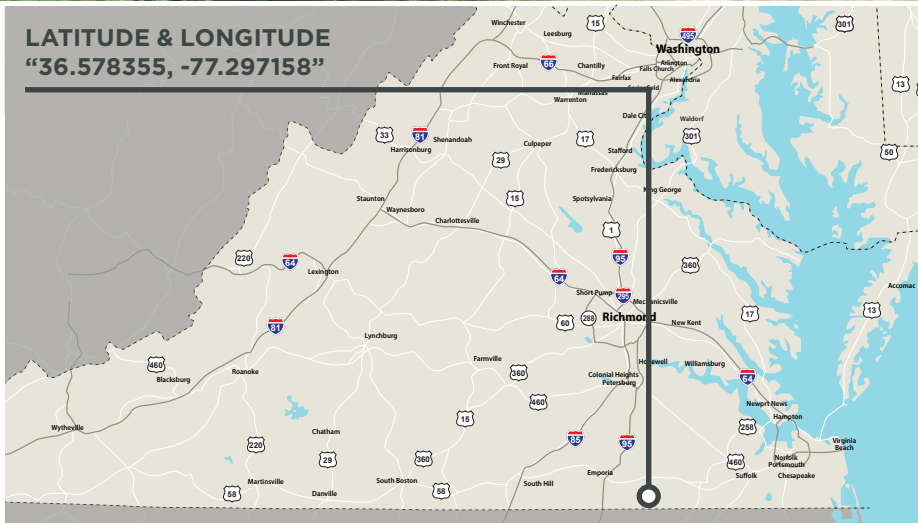 LATITUDE & LONGITUDE
“36.578355, -77.297158”
Winchester
15
Leesburg
301
495
Washington
Arlington
Falls Church
Front Royal
66
Chantilly
Fairfax
Alexandria
13
Warrenton
Dale
Waldorf
33
81
Shenandoah
Harrisonburg
Culpeper
17
301
Stafford
50
29
Fredericksburg
King George
Staunton
15
Spotsylvania
Waynesboro
Charlottesville
1
220
64
95
360
Lexington
64
Accomac
Short Pump
295
Mechanicsville
13
81
60
288
Richmond
New Kent
17
Lynchburg
460
Farmville
Hopewell
Williamsburg
Blacksburg
Roanoke
360
Colonial Heights
Petersburg
64
460
Newprt News
Wytheville
15
Hampton
Chatham
258
220
85
95
Virginia
Beach
29
360
Norfolk
Portsmouth
460
Emporia
Suffolk
Chesapeake
Martinsville
South Boston
South Hill
58
Danville
58